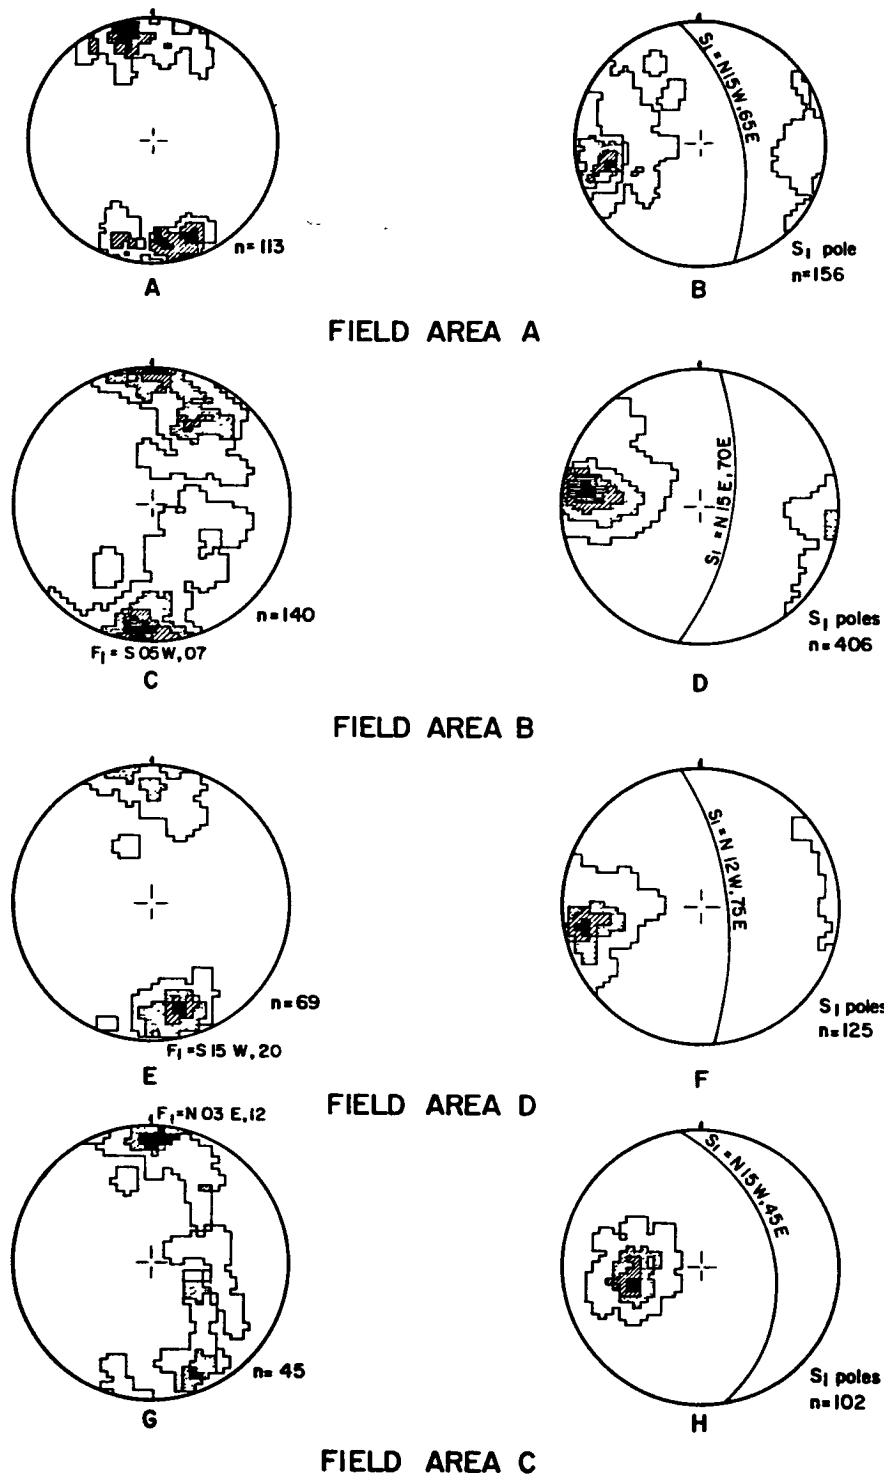 S₁ = N15W, 65E
n=113
S₁ pole
n=156
A
B
FIELD AREA A
S₁ = N15E, 70E
n=140
F₁ = S05W, 07
S₁ poles
n=406
C
D
FIELD AREA B
S₁ = N12W, 75E
n=69
F₁ = S15W, 20
S₁ poles
n=125
E
F
FIELD AREA D
F₁=N03E, 12
S₁ = N15W, 45E
n=45
S₁ poles
n=102
G
H
FIELD AREA C